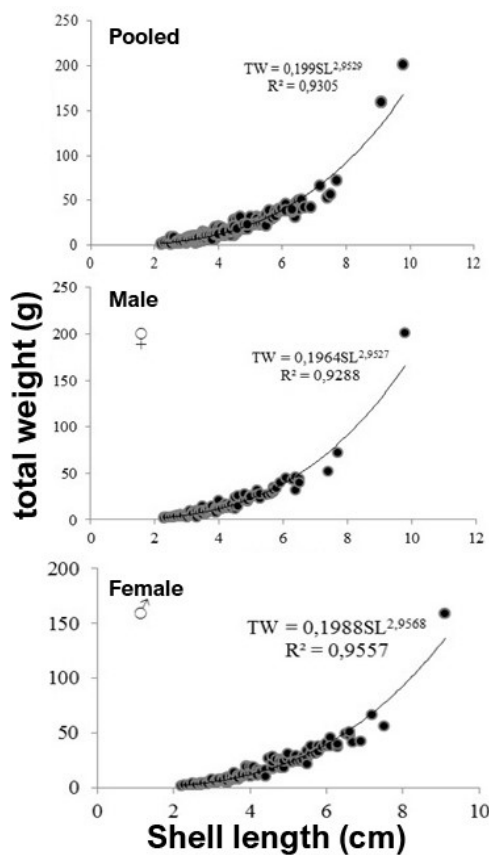 Pooled
250
TW = 0,199SL2,9529
R² = 0,9305
200
150
100
50
0
0 2 4 6 8 10 12
total weight (g)
Male
♀
200
TW = 0,1964SL2,9527
R² = 0,9288
150
100
50
0
0 2 4 6 8 10 12
Female
♂
200
TW = 0,1988SL2,9568
R² = 0,9557
150
100
50
0
0 2 4 6 8 10
Shell length (cm)